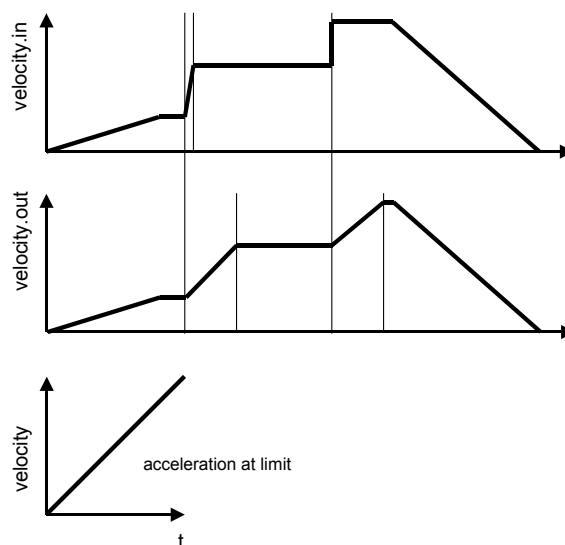 velocity.in
velocity.out
velocity
acceleration at limit
t